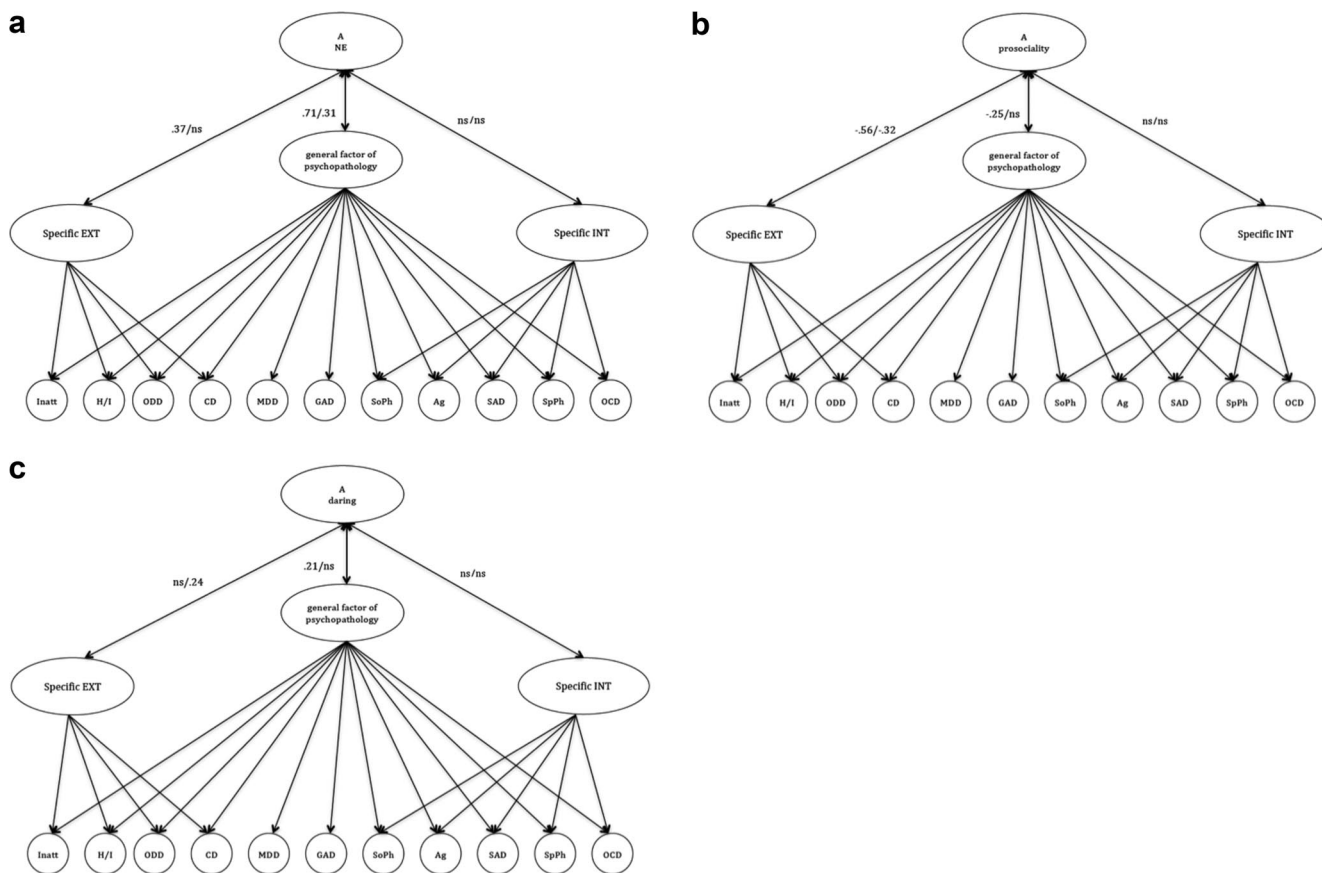 a
A
NE
.37/ns
.71/.31
ns/ns
general factor of
psychopathology
Specific EXT
Specific INT
Inatt
H/I
ODD
CD
MDD
GAD
SoPh
Ag
SAD
SpPh
OCD
b
A
prosociality
-.56/-.32
-.25/ns
ns/ns
general factor of
psychopathology
Specific EXT
Specific INT
Inatt
H/I
ODD
CD
MDD
GAD
SoPh
Ag
SAD
SpPh
OCD
c
A
daring
ns/.24
.21/ns
ns/ns
general factor of
psychopathology
Specific EXT
Specific INT
Inatt
H/I
ODD
CD
MDD
GAD
SoPh
Ag
SAD
SpPh
OCD